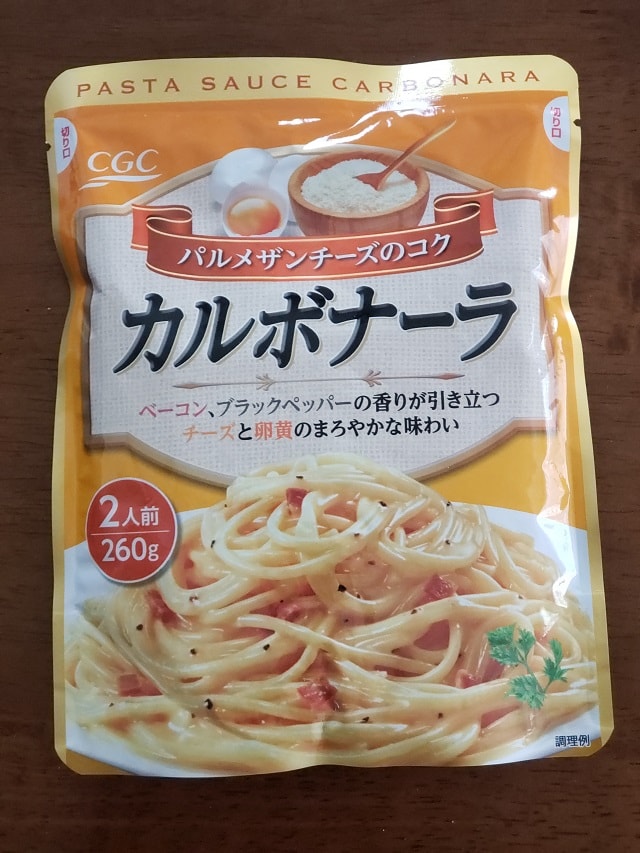 PASTA SAUCE CARBONARA
切り口
切り口
CGC
パルメザンチーズのコク
カルボナーラ
ベーコン、ブラックペッパーの香りが引き立つ
チーズと卵黄のまろやかな味わい
2人前
260g
調理例